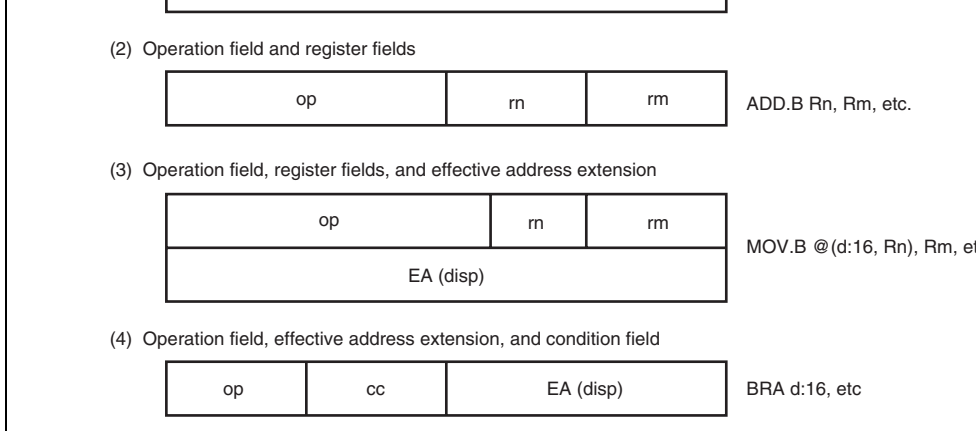 (2) Operation field and register fields
op rn rm ADD.B Rn, Rm, etc.
(3) Operation field, register fields, and effective address extension
op rn rm
MOV.B @(d:16, Rn), Rm, et
EA (disp)
(4) Operation field, effective address extension, and condition field
op cc EA (disp) BRA d:16, etc